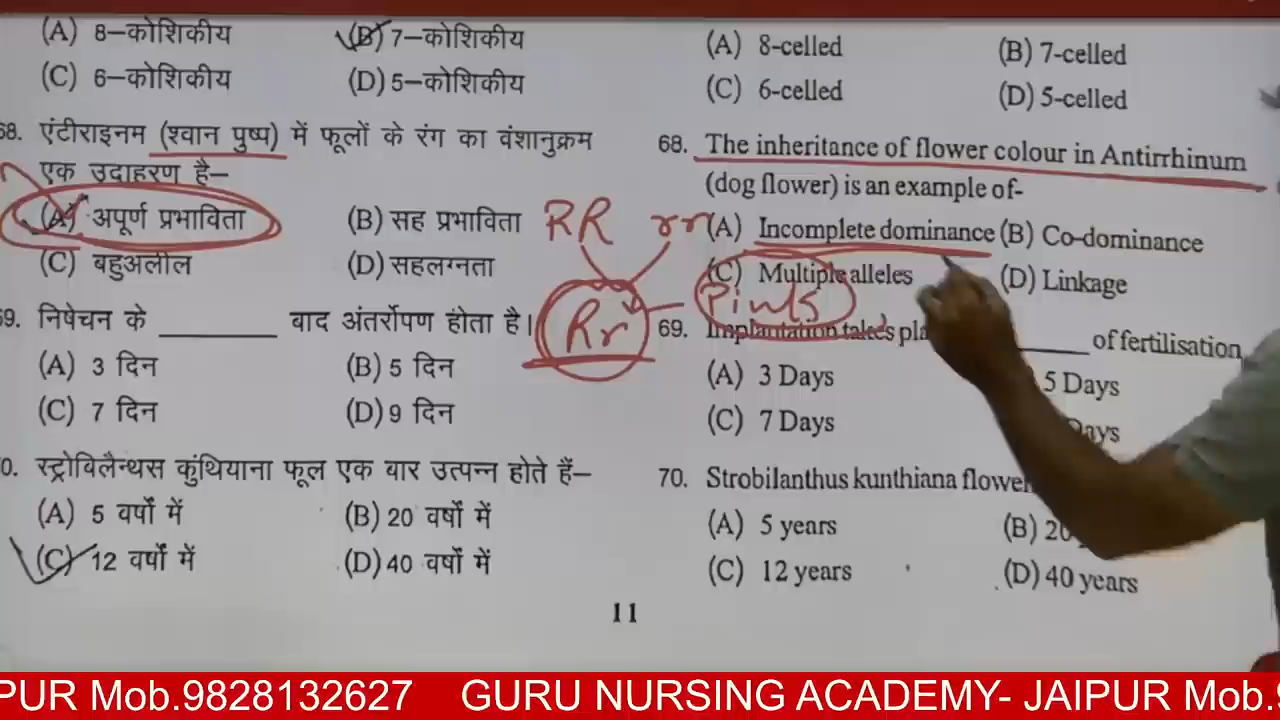 (A) 8–कोशिकीय (B) 7–कोशिकीय
(C) 6–कोशिकीय (D) 5–कोशिकीय
68. एंटीराइनम (श्वान पुष्प) में फूलों के रंग का वंशानुक्रम
एक उदाहरण है–
(A) अपूर्ण प्रभाविता (B) सह प्रभाविता
(C) बहुअलील (D) सहलग्नता
69. निषेचन के ________ बाद अंतर्रोपण होता है।
(A) 3 दिन (B) 5 दिन
(C) 7 दिन (D) 9 दिन
70. स्ट्रोविलैन्थस कुंथियाना फूल एक बार उत्पन्न होते हैं–
(A) 5 वर्षों में (B) 20 वर्षों में
(C) 12 वर्षों में (D) 40 वर्षों में
RR rr
Rr
Pink
(A) 8-celled (B) 7-celled
(C) 6-celled (D) 5-celled
68. The inheritance of flower colour in Antirrhinum
(dog flower) is an example of-
(A) Incomplete dominance (B) Co-dominance
(C) Multiple alleles (D) Linkage
69. Implantation takes ________ of fertilisation
(A) 3 Days 5 Days
(C) 7 Days Days
70. Strobilanthus kunthiana
(A) 5 years (B)
(C) 12 years (D) 40 years
11
PUR Mob.9828132627 GURU NURSING ACADEMY- JAIPUR Mob.